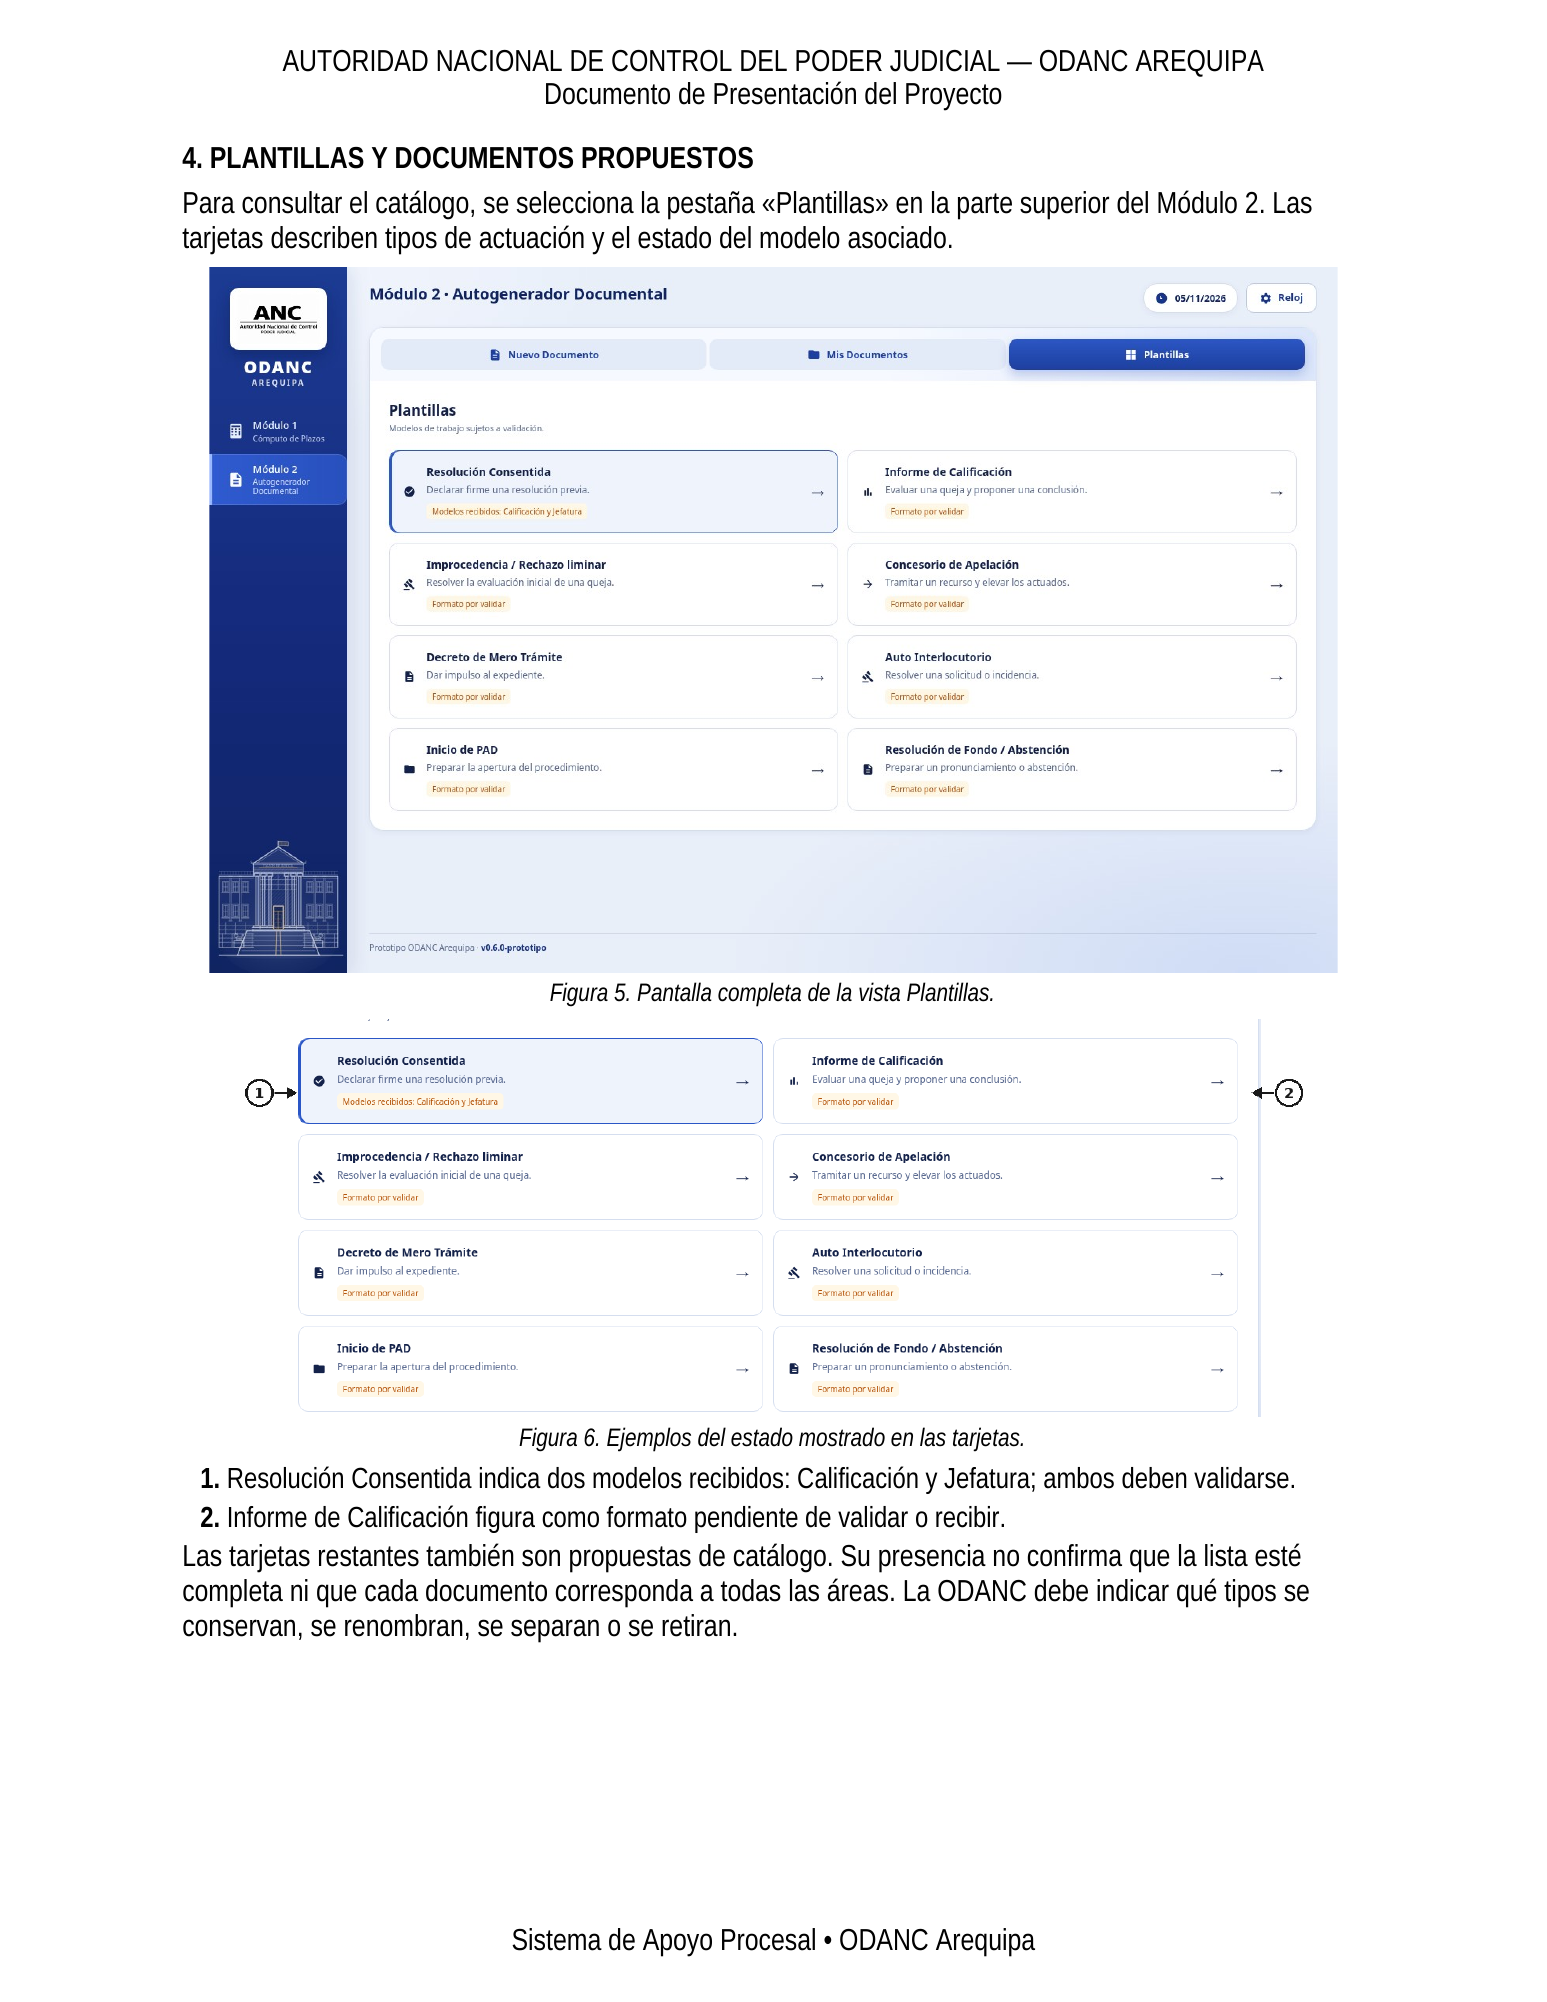 AUTORIDAD NACIONAL DE CONTROL DEL PODER JUDICIAL — ODANC AREQUIPA
Documento de Presentación del Proyecto
4. PLANTILLAS Y DOCUMENTOS PROPUESTOS
Para consultar el catálogo, se selecciona la pestaña «Plantillas» en la parte superior del Módulo 2. Las
tarjetas describen tipos de actuación y el estado del modelo asociado.
ANC
Autoridad Nacional de Control
PODER JUDICIAL
ODANC
AREQUIPA
Módulo 1
Cómputo de Plazos
Módulo 2
Autogenerador
Documental
Módulo 2 • Autogenerador Documental
05/11/2026
Reloj
Nuevo Documento
Mis Documentos
Plantillas
Plantillas
Modelos de trabajo sujetos a validación.
Resolución Consentida
Declarar firme una resolución previa.
→
Modelos recibidos: Calificación y Jefatura
Informe de Calificación
Evaluar una queja y proponer una conclusión.
→
Formato por validar
Improcedencia / Rechazo liminar
Resolver la evaluación inicial de una queja.
→
Formato por validar
Concesorio de Apelación
Tramitar un recurso y elevar los actuados.
→
Formato por validar
Decreto de Mero Trámite
Dar impulso al expediente.
→
Formato por validar
Auto Interlocutorio
Resolver una solicitud o incidencia.
→
Formato por validar
Inicio de PAD
Preparar la apertura del procedimiento.
→
Formato por validar
Resolución de Fondo / Abstención
Preparar un pronunciamiento o abstención.
→
Formato por validar
Prototipo ODANC Arequipa · v0.6.0-prototipo
Figura 5. Pantalla completa de la vista Plantillas.
1
Resolución Consentida
Declarar firme una resolución previa.
→
Modelos recibidos: Calificación y Jefatura
Informe de Calificación
Evaluar una queja y proponer una conclusión.
→
Formato por validar
2
Improcedencia / Rechazo liminar
Resolver la evaluación inicial de una queja.
→
Formato por validar
Concesorio de Apelación
Tramitar un recurso y elevar los actuados.
→
Formato por validar
Decreto de Mero Trámite
Dar impulso al expediente.
→
Formato por validar
Auto Interlocutorio
Resolver una solicitud o incidencia.
→
Formato por validar
Inicio de PAD
Preparar la apertura del procedimiento.
→
Formato por validar
Resolución de Fondo / Abstención
Preparar un pronunciamiento o abstención.
→
Formato por validar
Figura 6. Ejemplos del estado mostrado en las tarjetas.
1. Resolución Consentida indica dos modelos recibidos: Calificación y Jefatura; ambos deben validarse.
2. Informe de Calificación figura como formato pendiente de validar o recibir.
Las tarjetas restantes también son propuestas de catálogo. Su presencia no confirma que la lista esté
completa ni que cada documento corresponda a todas las áreas. La ODANC debe indicar qué tipos se
conservan, se renombran, se separan o se retiran.
Sistema de Apoyo Procesal • ODANC Arequipa